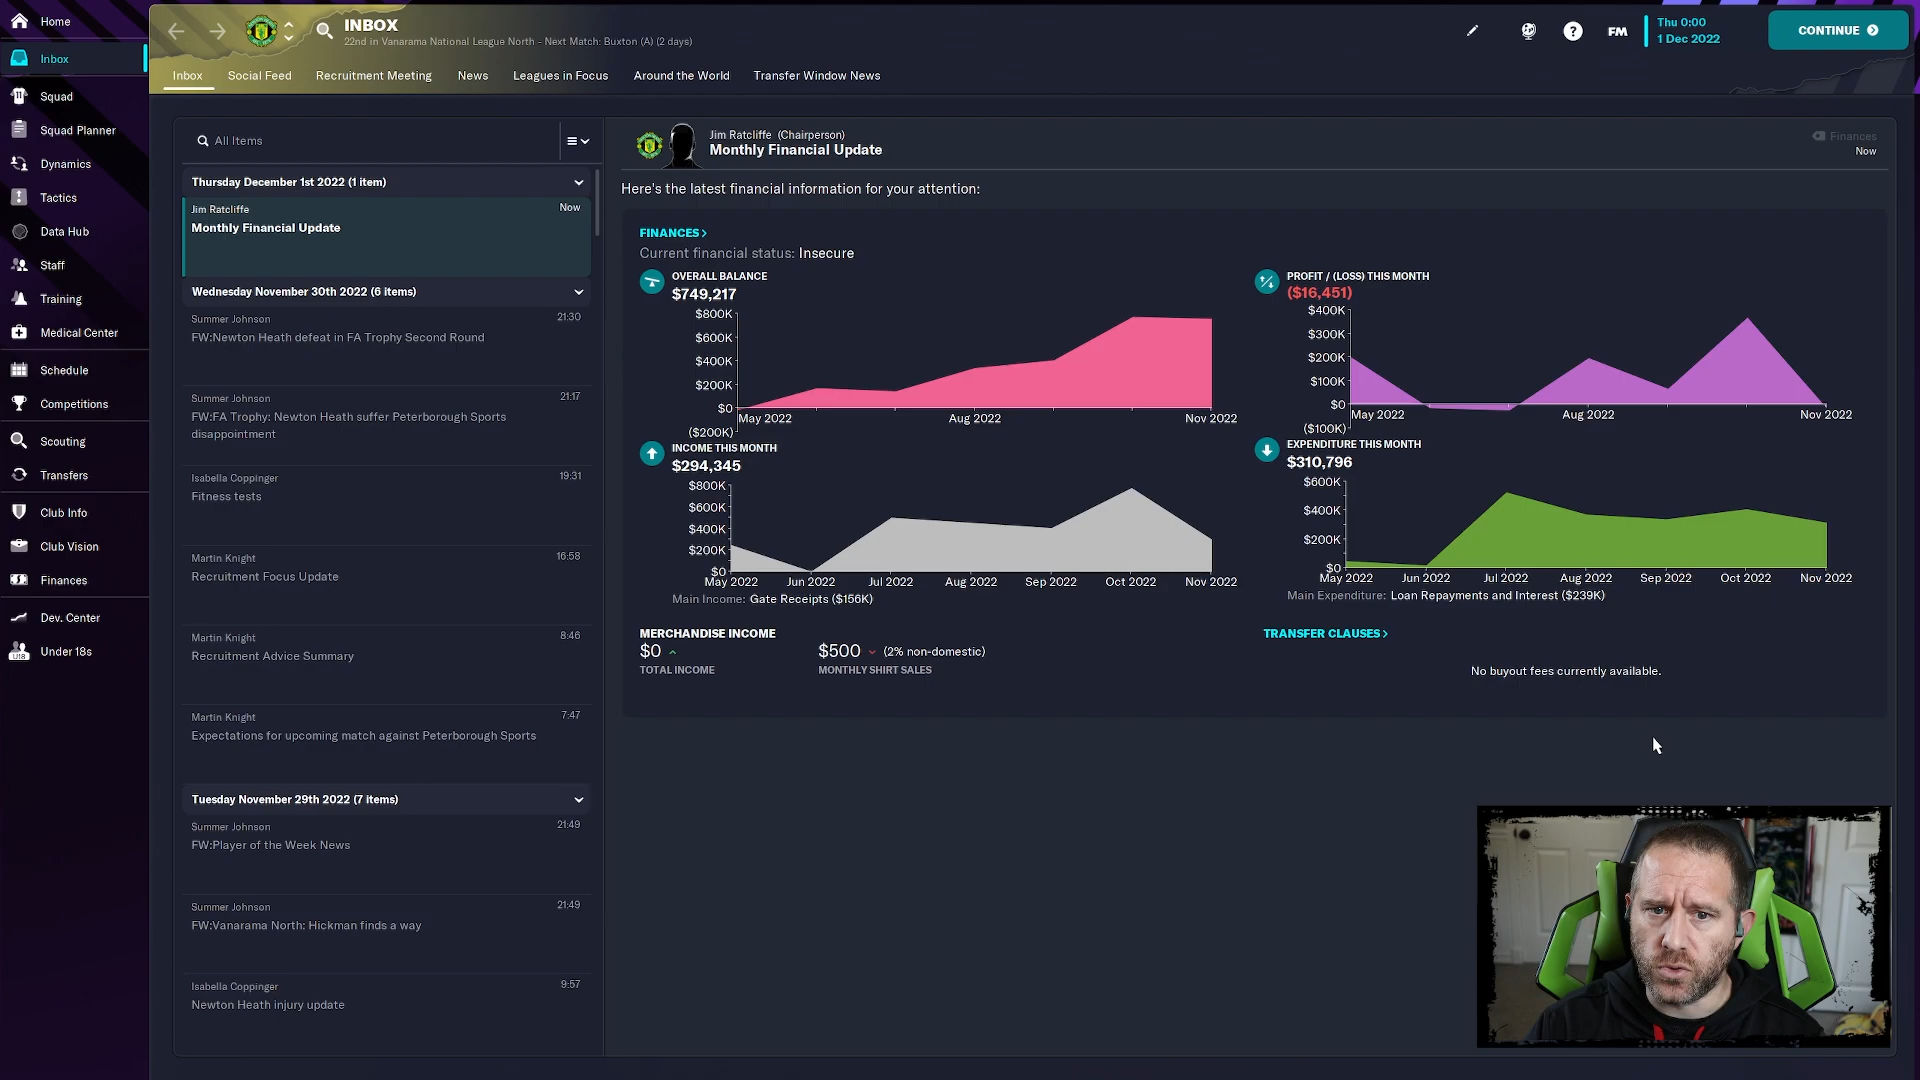 Home
Inbox
Squad
Squad Planner
Dynamics
Tactics
Data Hub
Staff
Training
Medical Center
Schedule
Competitions
Scouting
Transfers
Club Info
Club Vision
Finances
Dev. Center
U18
Under 18s
INBOX
22nd in Vanarama National League North - Next Match: Buxton (A) (2 days)
FM
Thu 0:00
1 Dec 2022
CONTINUE
Inbox
Social Feed
Recruitment Meeting
News
Leagues in Focus
Around the World
Transfer Window News
All Items
Thursday December 1st 2022 (1 item)
Jim Ratcliffe
Now
Monthly Financial Update
Wednesday November 30th 2022 (6 items)
Summer Johnson
21:30
FW:Newton Heath defeat in FA Trophy Second Round
Summer Johnson
21:17
FW:FA Trophy: Newton Heath suffer Peterborough Sports
disappointment
Isabella Coppinger
19:31
Fitness tests
Martin Knight
16:58
Recruitment Focus Update
Martin Knight
8:46
Recruitment Advice Summary
Martin Knight
7:47
Expectations for upcoming match against Peterborough Sports
Tuesday November 29th 2022 (7 items)
Summer Johnson
21:49
FW:Player of the Week News
Summer Johnson
21:49
FW:Vanarama North: Hickman finds a way
Isabella Coppinger
9:57
Newton Heath injury update
Jim Ratcliffe (Chairperson)
Monthly Financial Update
Finances
Now
Here's the latest financial information for your attention:
FINANCES
Current financial status: Insecure
OVERALL BALANCE
$749,217
$800K
$600K
$400K
$200K
$0
($200K)
May 2022
Aug 2022
Nov 2022
PROFIT / (LOSS) THIS MONTH
($16,451)
$400K
$300K
$200K
$100K
$0
($100K)
May 2022
Aug 2022
Nov 2022
INCOME THIS MONTH
$294,345
$800K
$600K
$400K
$200K
$0
May 2022
Jun 2022
Jul 2022
Aug 2022
Sep 2022
Oct 2022
Nov 2022
Main Income: Gate Receipts ($156K)
EXPENDITURE THIS MONTH
$310,796
$600K
$400K
$200K
$0
May 2022
Jun 2022
Jul 2022
Aug 2022
Sep 2022
Oct 2022
Nov 2022
Main Expenditure: Loan Repayments and Interest ($239K)
MERCHANDISE INCOME
$0
TOTAL INCOME
$500 (2% non-domestic)
MONTHLY SHIRT SALES
TRANSFER CLAUSES
No buyout fees currently available.